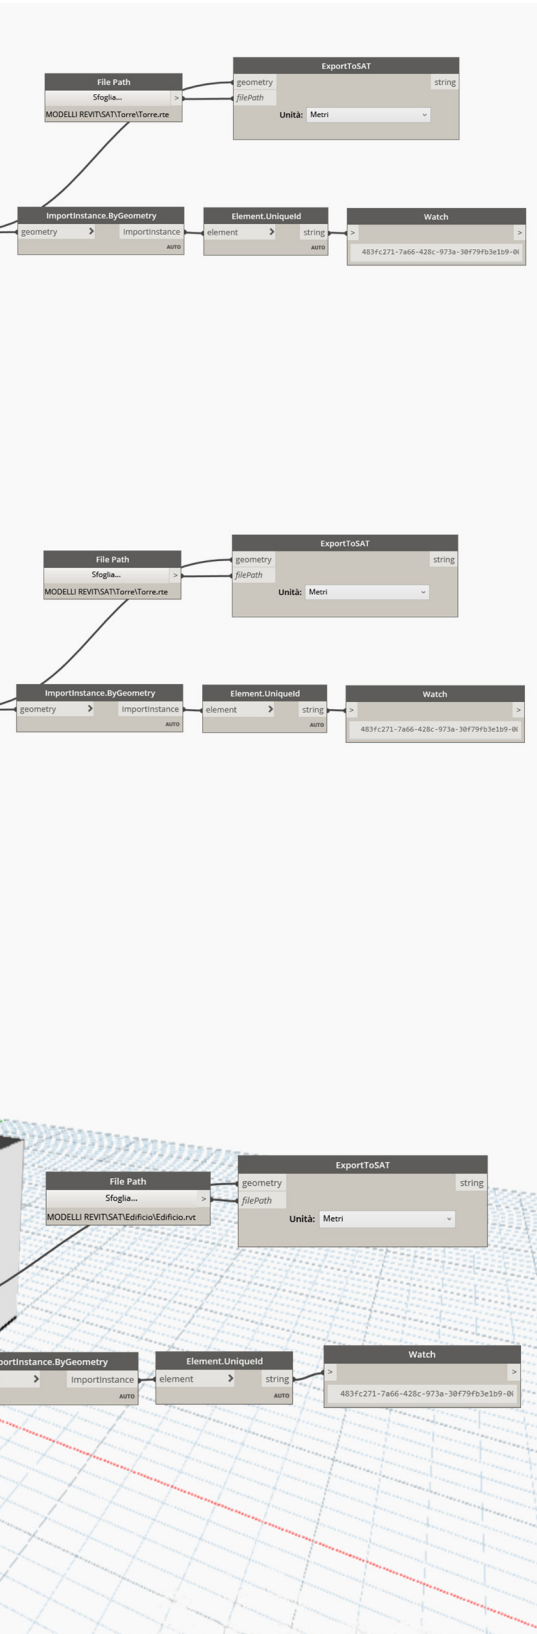 ExportToSAT
File Path
geometry string
Sfoglia... >
filePath
MODELLI REVIT\SAT\Torre\Torre.rte
Unità: Metri
ImportInstance.ByGeometry Element.UniqueId Watch
geometry > ImportInstance element > string > >
AUTO AUTO
483fc271-7a66-428c-973a-30f79fb3e1b9-0
ExportToSAT
File Path
geometry string
Sfoglia... >
filePath
MODELLI REVIT\SAT\Torre\Torre.rte
Unità: Metri
ImportInstance.ByGeometry Element.UniqueId Watch
geometry > ImportInstance element > string > >
AUTO AUTO
483fc271-7a66-428c-973a-30f79fb3e1b9-0
ExportToSAT
File Path
geometry string
Sfoglia... >
filePath
MODELLI REVIT\SAT\Edificio\Edificio.rvt
Unità: Metri
portInstance.ByGeometry Element.UniqueId Watch
> ImportInstance element > string > >
AUTO AUTO
483fc271-7a66-428c-973a-30f79fb3e1b9-0